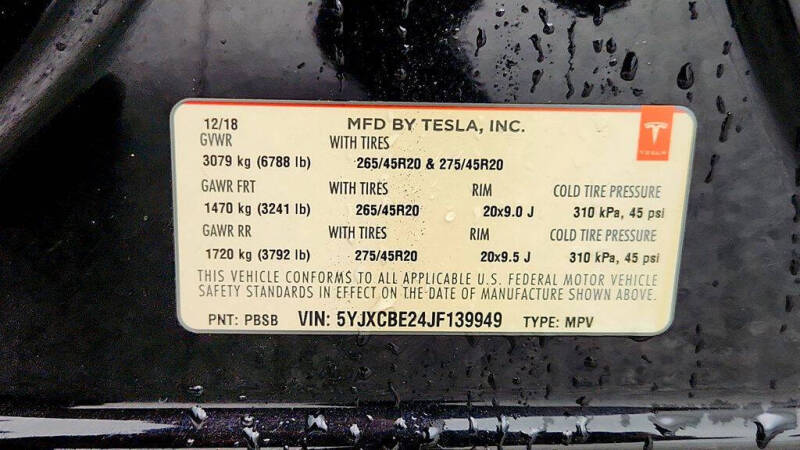 12/18 MFD BY TESLA, INC.
GVWR WITH TIRES
3079 kg (6788 lb) 265/45R20 & 275/45R20
GAWR FRT WITH TIRES RIM COLD TIRE PRESSURE
1470 kg (3241 lb) 265/45R20 20x9.0 J 310 kPa, 45 psi
GAWR RR WITH TIRES RIM COLD TIRE PRESSURE
1720 kg (3792 lb) 275/45R20 20x9.5 J 310 kPa, 45 psi
THIS VEHICLE CONFORMS TO ALL APPLICABLE U.S. FEDERAL MOTOR VEHICLE
SAFETY STANDARDS IN EFFECT ON THE DATE OF MANUFACTURE SHOWN ABOVE.
PNT: PBSB VIN: 5YJXCBE24JF139949 TYPE: MPV
TESLA